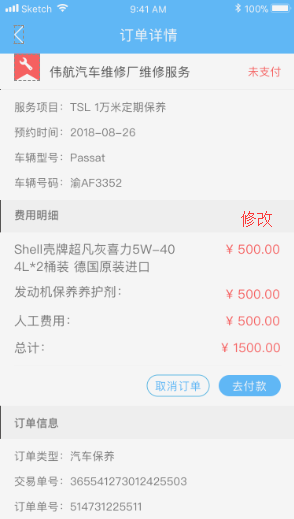 Sketch 9:41 AM 100%
订单详情
伟航汽车维修厂维修服务 未支付
服务项目：TSL 1万米定期保养
预约时间：2018-08-26
车辆型号：Passat
车辆号码：渝AF3352
费用明细 修改
Shell壳牌超凡灰喜力5W-40 ¥ 500.00
4L*2桶装 德国原装进口
发动机保养养护剂： ¥ 500.00
人工费用： ¥ 500.00
总计： ¥ 1500.00
取消订单 去付款
订单信息
订单类型：汽车保养
交易单号：365541273012425503
订单单号：514731225511